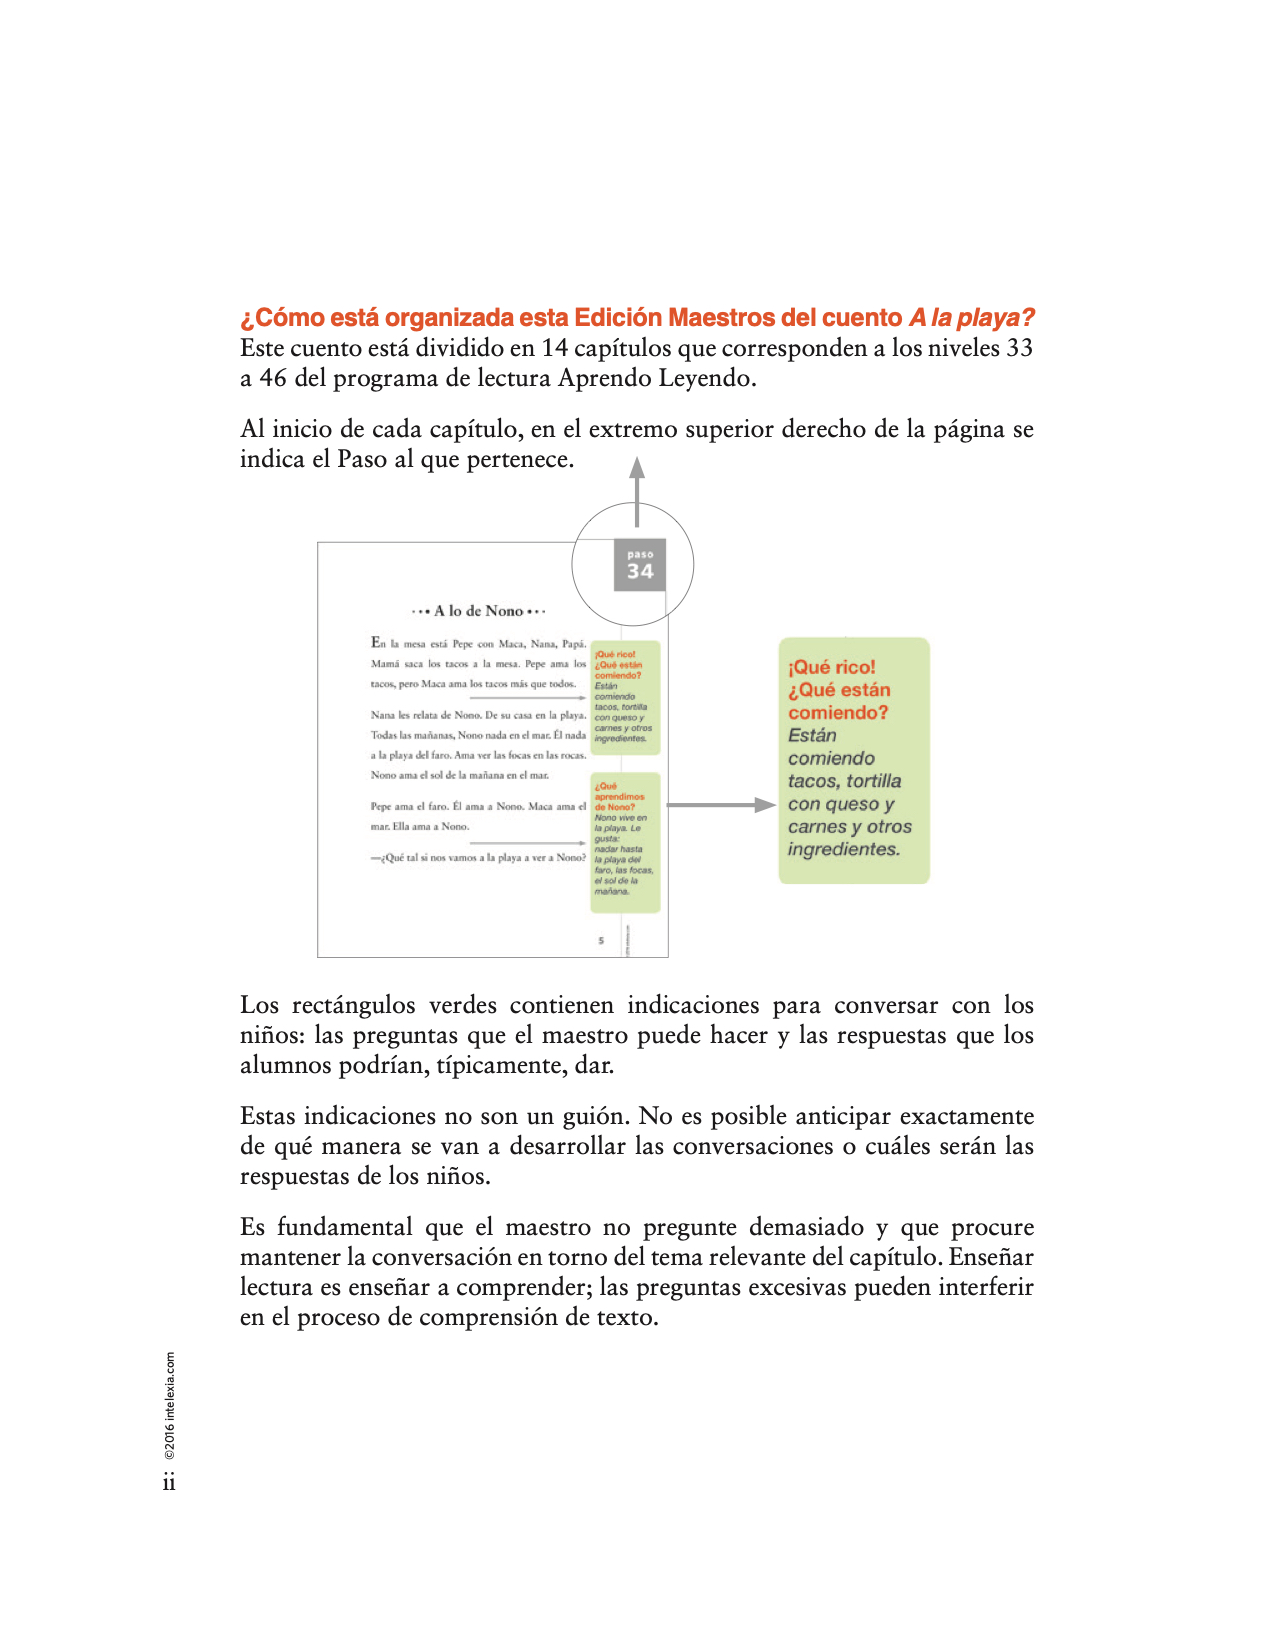 ¿Cómo está organizada esta Edición Maestros del cuento A la playa?
Este cuento está dividido en 14 capítulos que corresponden a los niveles 33
a 46 del programa de lectura Aprendo Leyendo.
Al inicio de cada capítulo, en el extremo superior derecho de la página se
indica el Paso al que pertenece.
paso
34
··• A lo de Nono •··
En la mesa está Pepe con Maca, Nana, Papá.
Mamá saca los tacos a la mesa. Pepe ama los
tacos, pero Maca ama los tacos más que todos.
Nana les relata de Nono. De su casa en la playa.
Todas las mañanas, Nono nada en el mar. Él nada
a la playa del faro. Ama ver las focas en las rocas.
Nono ama el sol de la mañana en el mar.
Pepe ama el faro. Él ama a Nono. Maca ama el
mar. Ella ama a Nono.
—¿Qué tal si nos vamos a la playa a ver a Nono?
¡Qué rico!
¿Qué están
comiendo?
Están
comiendo
tacos, tortilla
con queso y
carnes y otros
ingredientes.
¿Qué
aprendimos
de Nono?
Nono vive en
la playa. Le
gusta:
nadar hasta
la playa del
faro, las focas,
el sol de la
mañana.
5
¡Qué rico!
¿Qué están
comiendo?
Están
comiendo
tacos, tortilla
con queso y
carnes y otros
ingredientes.
Los rectángulos verdes contienen indicaciones para conversar con los
niños: las preguntas que el maestro puede hacer y las respuestas que los
alumnos podrían, típicamente, dar.
Estas indicaciones no son un guión. No es posible anticipar exactamente
de qué manera se van a desarrollar las conversaciones o cuáles serán las
respuestas de los niños.
Es fundamental que el maestro no pregunte demasiado y que procure
mantener la conversación en torno del tema relevante del capítulo. Enseñar
lectura es enseñar a comprender; las preguntas excesivas pueden interferir
en el proceso de comprensión de texto.
©2016 intelexia.com
ii